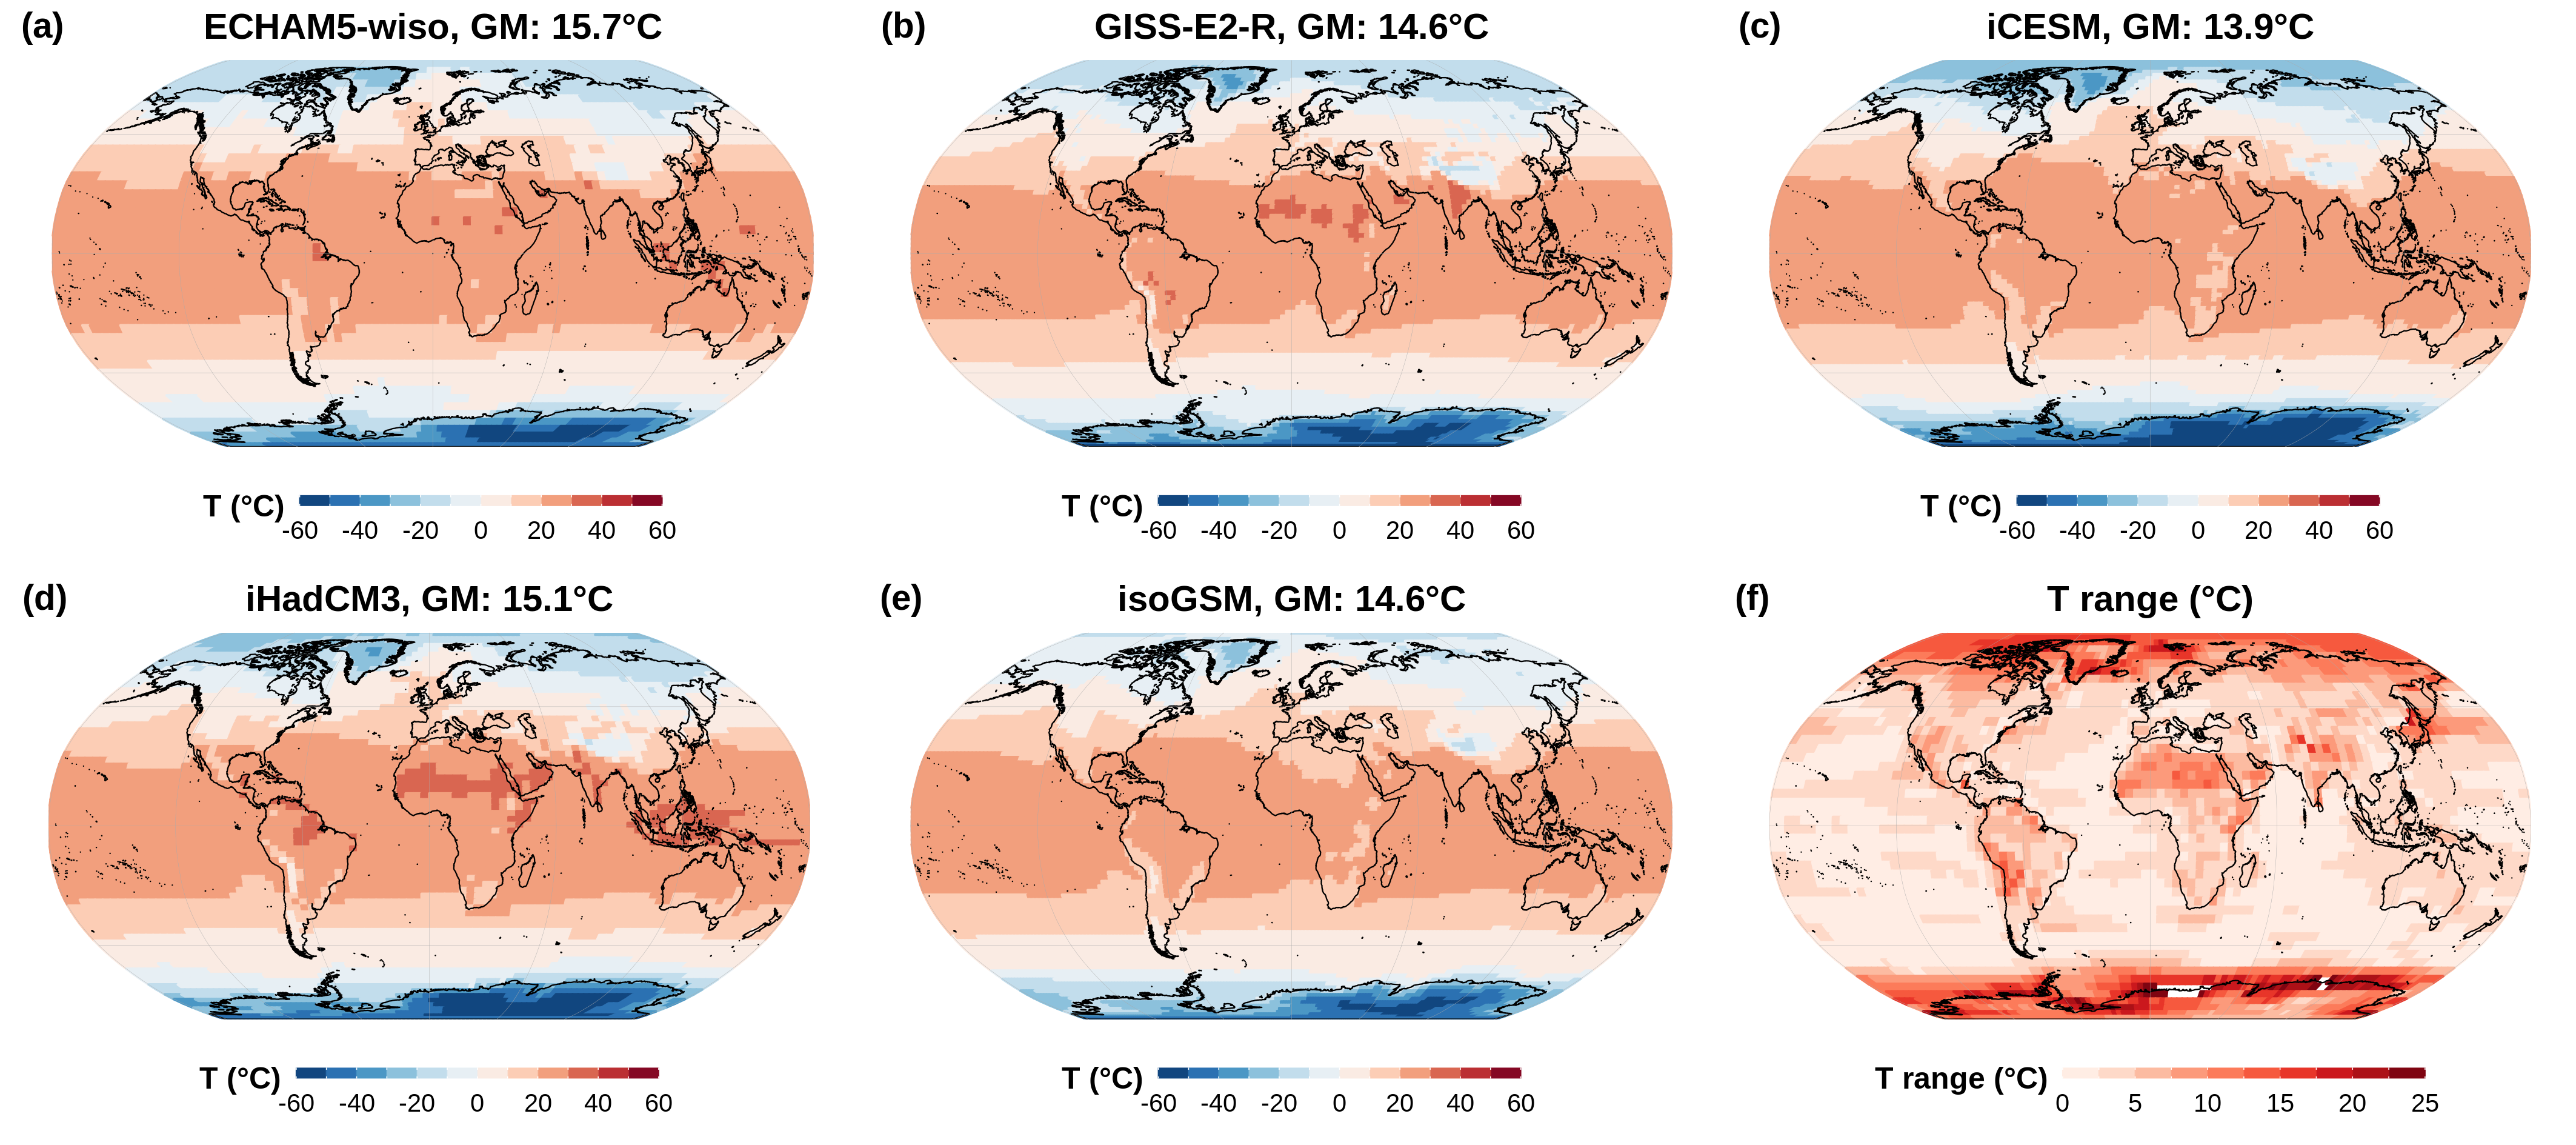 (a) ECHAM5-wiso, GM: 15.7°C
T (°C)
-60 -40 -20 0 20 40 60
(b) GISS-E2-R, GM: 14.6°C
T (°C)
-60 -40 -20 0 20 40 60
(c) iCESM, GM: 13.9°C
T (°C)
-60 -40 -20 0 20 40 60
(d) iHadCM3, GM: 15.1°C
T (°C)
-60 -40 -20 0 20 40 60
(e) isoGSM, GM: 14.6°C
T (°C)
-60 -40 -20 0 20 40 60
(f) T range (°C)
T range (°C)
0 5 10 15 20 25